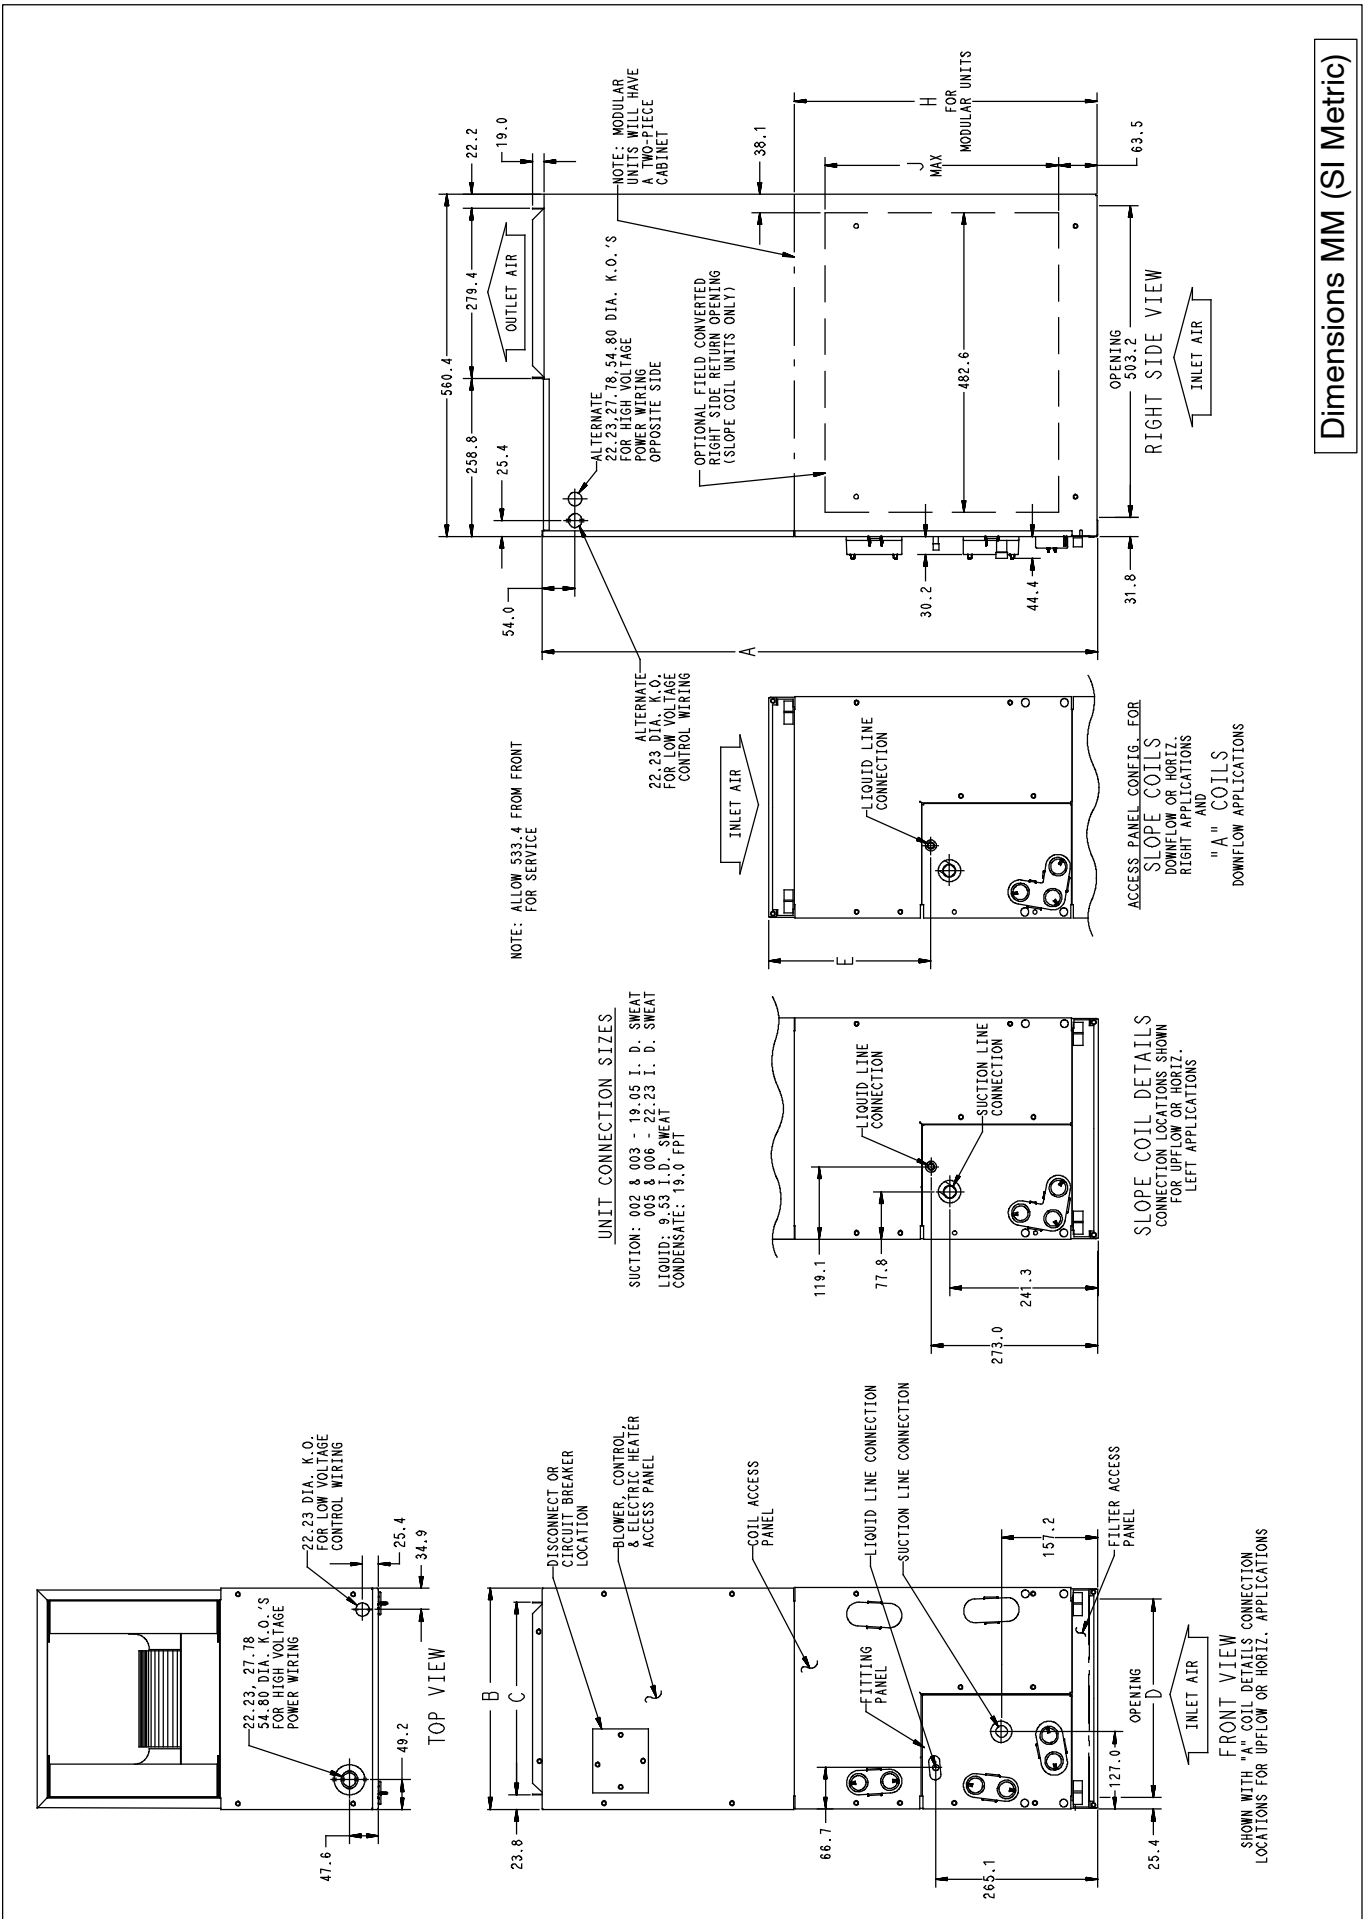 Dimensions MM (SI Metric)
22.23, 27.78
54.80 DIA. K.O.'S
FOR HIGH VOLTAGE
POWER WIRING
22.23 DIA. K.O.
FOR LOW VOLTAGE
CONTROL WIRING
47.6
49.2
25.4
34.9
TOP VIEW
B
C
23.8
DISCONNECT OR
CIRCUIT BREAKER
LOCATION
BLOWER, CONTROL,
& ELECTRIC HEATER
ACCESS PANEL
COIL ACCESS
PANEL
FITTING
PANEL
LIQUID LINE CONNECTION
SUCTION LINE CONNECTION
66.7
265.1
157.2
127.0
25.4
FILTER ACCESS
PANEL
OPENING
D
INLET AIR
FRONT VIEW
SHOWN WITH "A" COIL DETAILS CONNECTION
LOCATIONS FOR UPFLOW OR HORIZ. APPLICATIONS
UNIT CONNECTION SIZES
SUCTION: 002 & 003 - 19.05 I. D. SWEAT
005 & 006 - 22.23 I. D. SWEAT
LIQUID: 9.53 I.D. SWEAT
CONDENSATE: 19.0 FPT
119.1
77.8
LIQUID LINE
CONNECTION
SUCTION LINE
CONNECTION
241.3
273.0
SLOPE COIL DETAILS
CONNECTION LOCATIONS SHOWN
FOR UPFLOW OR HORIZ.
LEFT APPLICATIONS
NOTE: ALLOW 533.4 FROM FRONT
FOR SERVICE
INLET AIR
E
LIQUID LINE
CONNECTION
ACCESS PANEL CONFIG. FOR
SLOPE COILS
DOWNFLOW OR HORIZ.
RIGHT APPLICATIONS
AND
"A" COILS
DOWNFLOW APPLICATIONS
560.4
258.8
279.4
22.2
25.4
19.0
54.0
OUTLET AIR
ALTERNATE
22.23 DIA. K.O.
FOR LOW VOLTAGE
CONTROL WIRING
ALTERNATE
22.23,27.78,54.80 DIA. K.O.'S
FOR HIGH VOLTAGE
POWER WIRING
OPPOSITE SIDE
NOTE: MODULAR
UNITS WILL HAVE
A TWO-PIECE
CABINET
A
OPTIONAL FIELD CONVERTED
RIGHT SIDE RETURN OPENING
(SLOPE COIL UNITS ONLY)
38.1
H
FOR
MODULAR UNITS
J
MAX
482.6
63.5
30.2
44.4
31.8
OPENING
503.2
RIGHT SIDE VIEW
INLET AIR